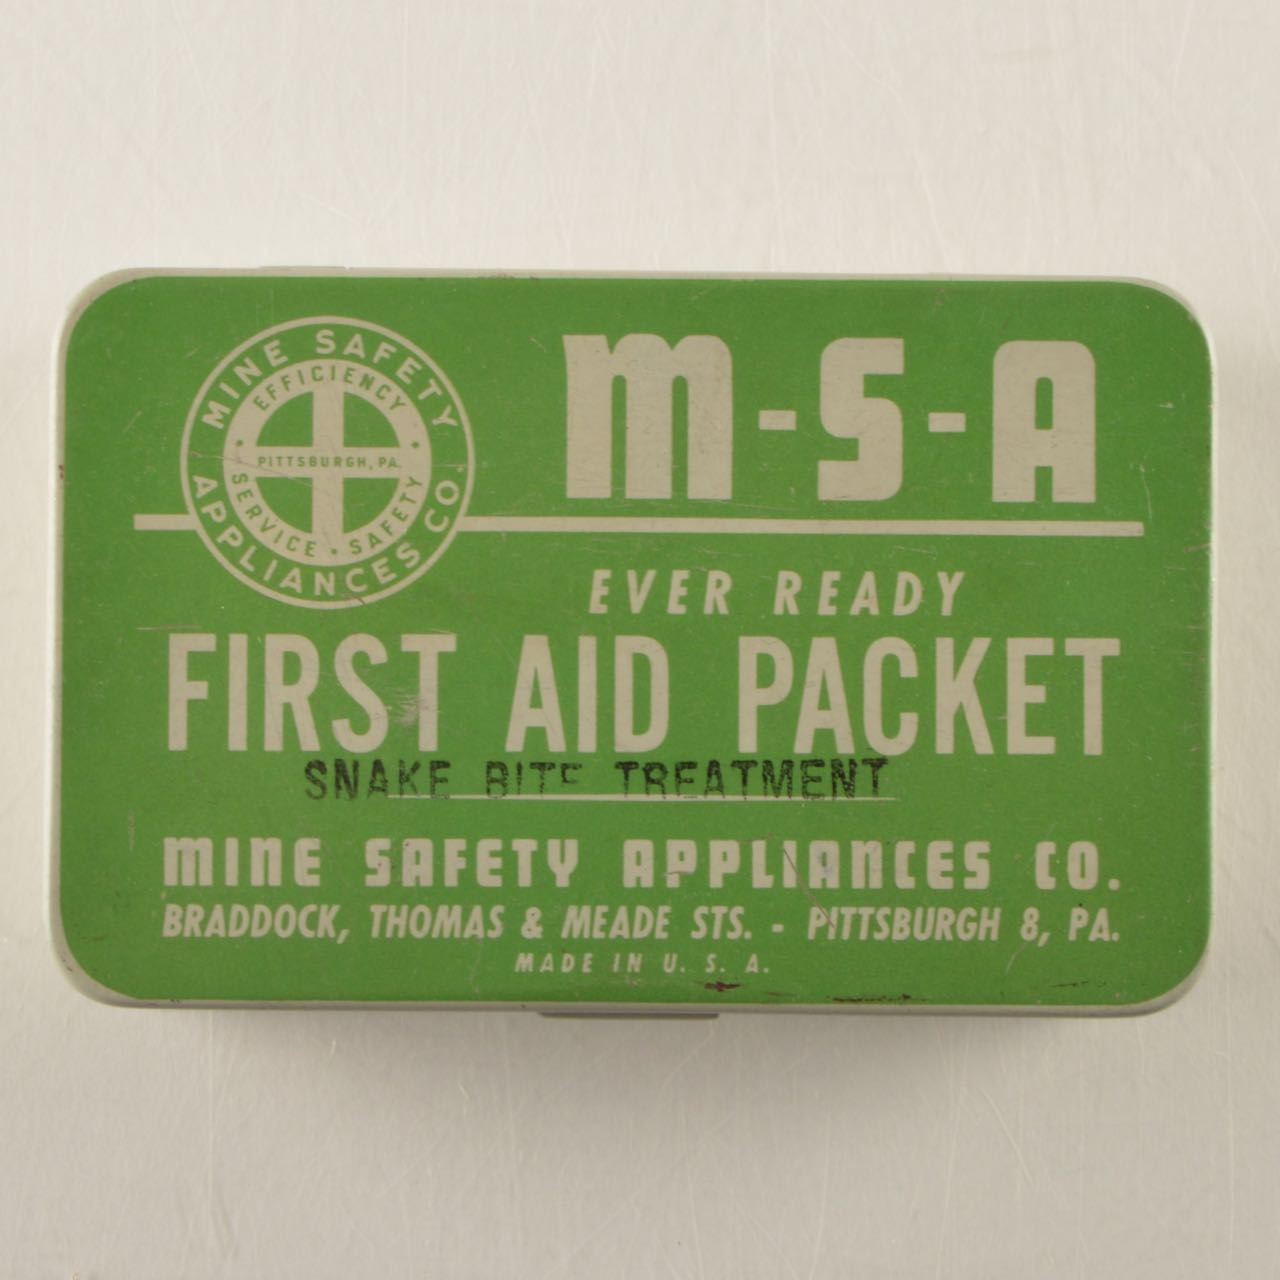 MINE SAFETY APPLIANCES CO.
EFFICIENCY
PITTSBURGH, PA.
SERVICE • SAFETY
M-S-A
EVER READY
FIRST AID PACKET
SNAKE BITE TREATMENT
MINE SAFETY APPLIANCES CO.
BRADDOCK, THOMAS & MEADE STS. - PITTSBURGH 8, PA.
MADE IN U. S. A.